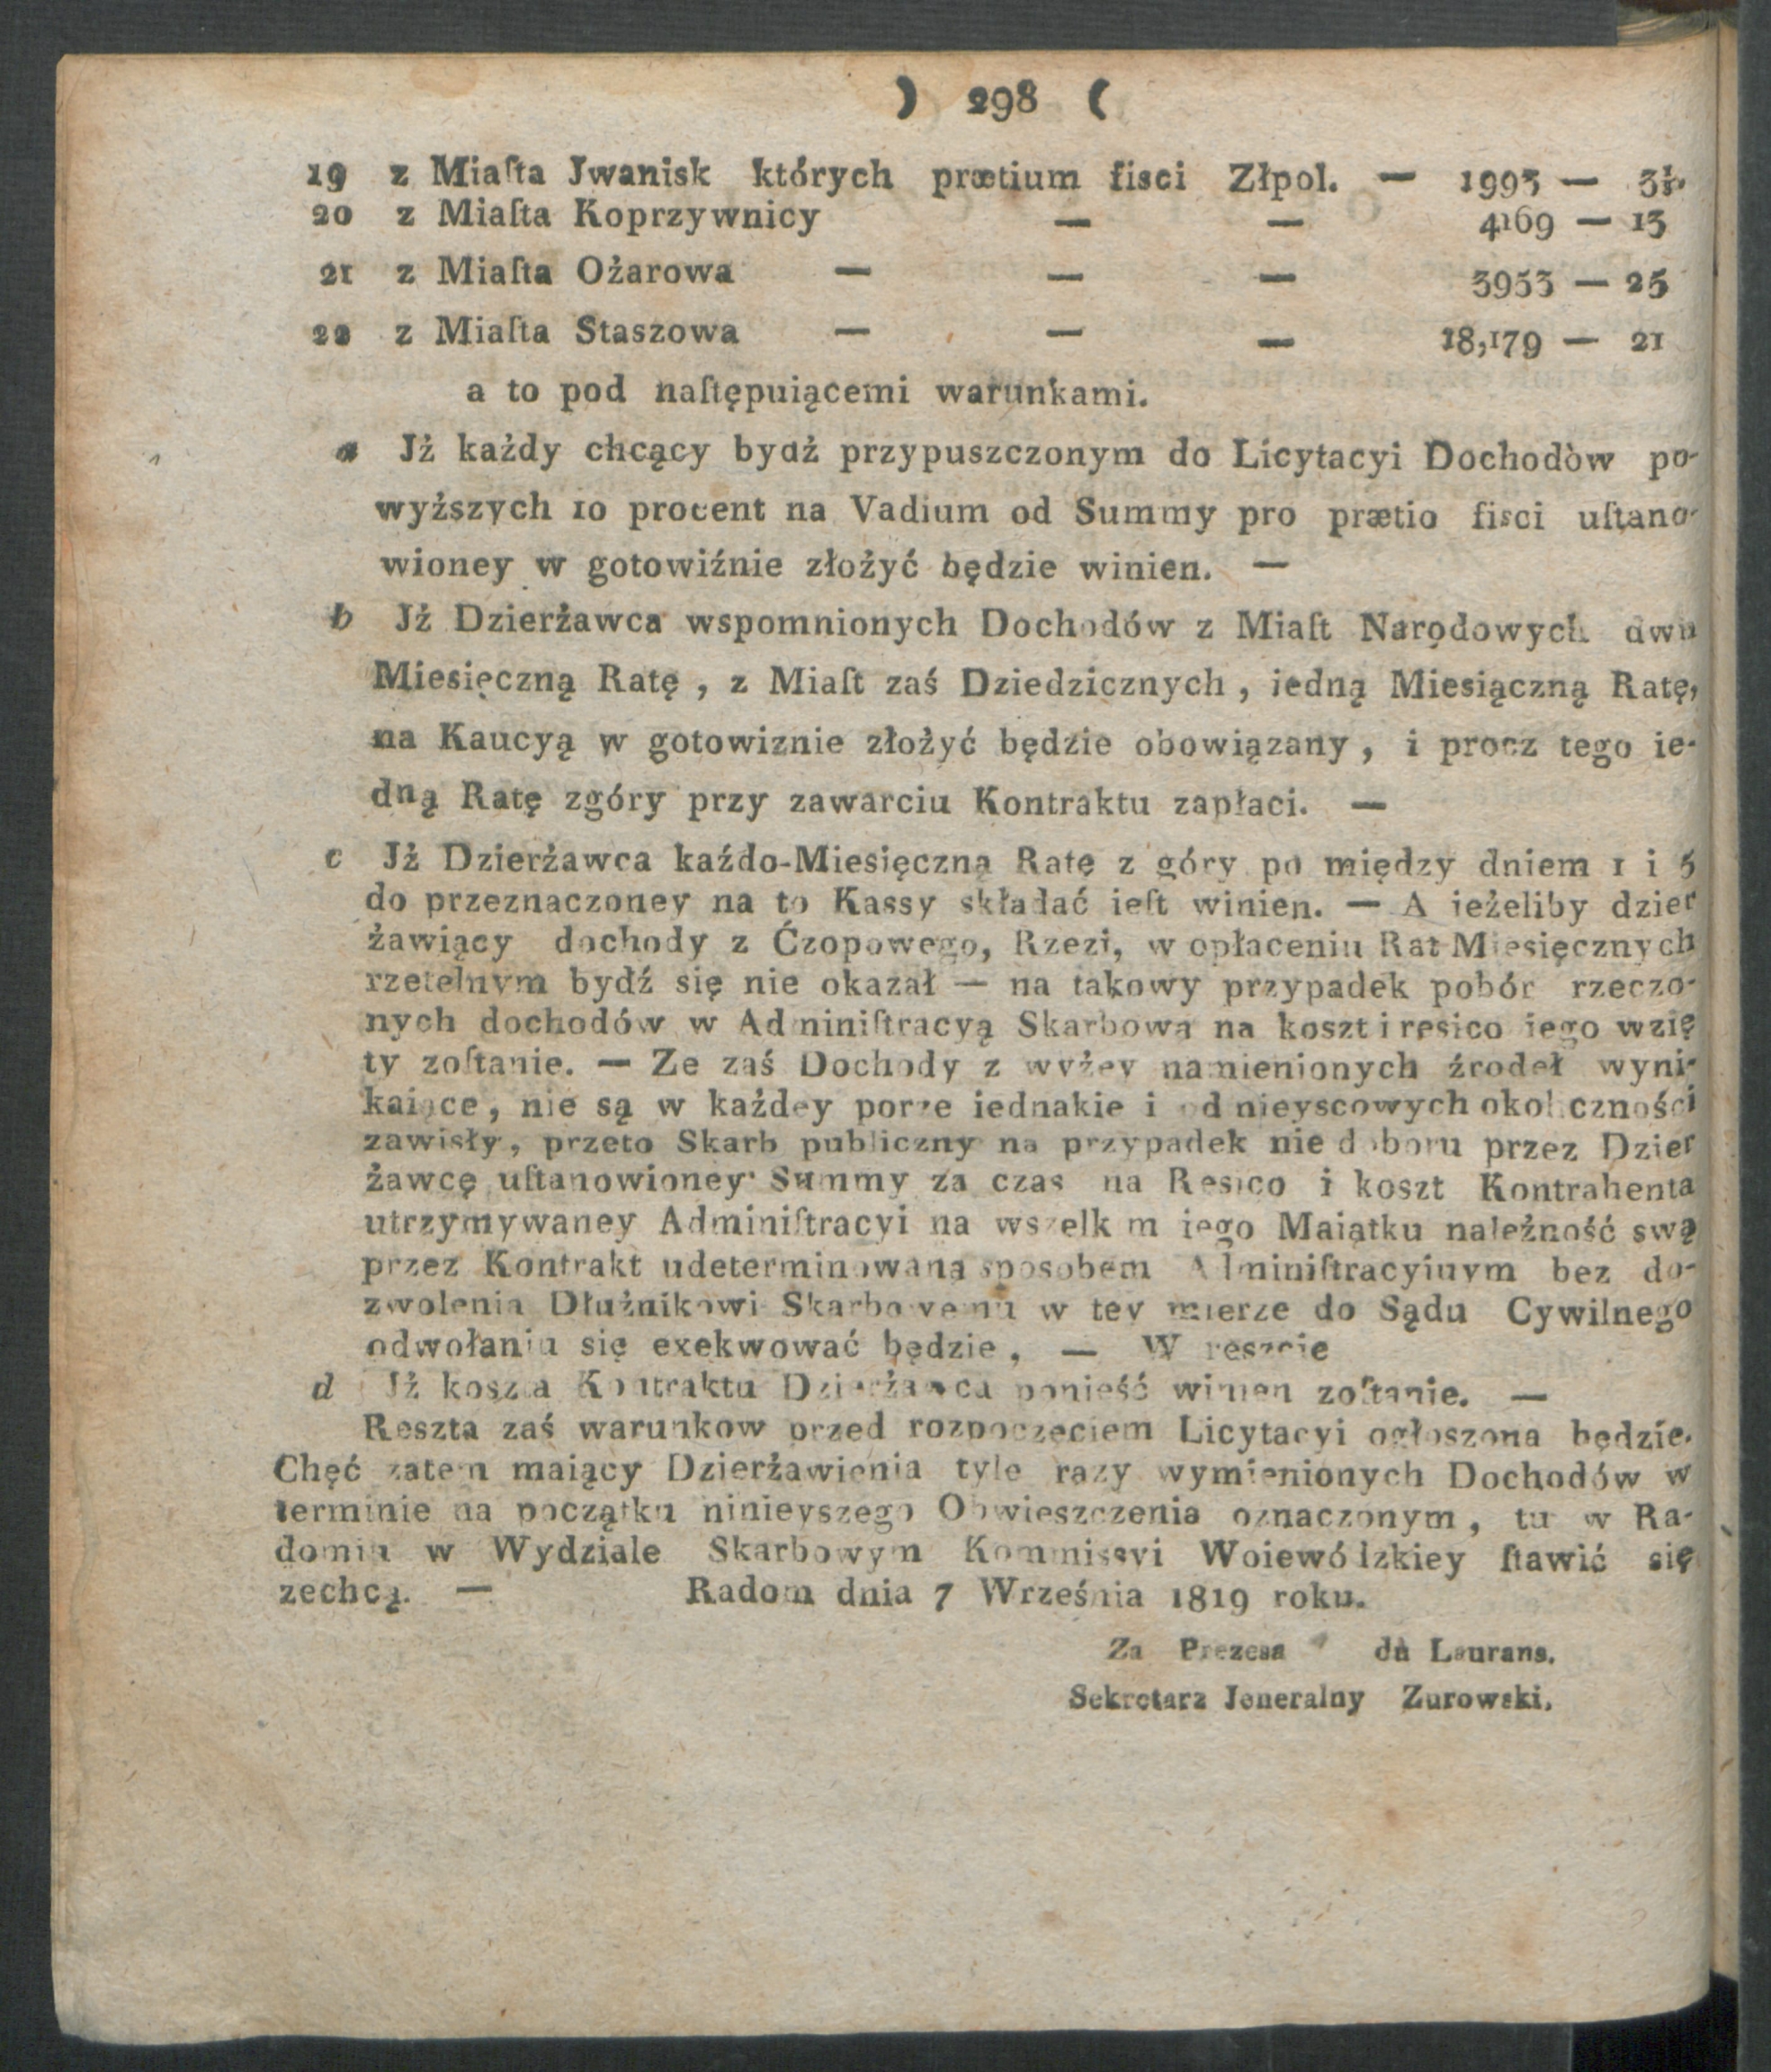 ) 298 (
19 z Miaſta Jwanisk których prœtium fisci Złpol. — 1993 — 3½.
20 z Miaſta Koprzywnicy — — 4169 — 13
21 z Miaſta Ożarowa — — — 3953 — 25
22 z Miaſta Staszowa — — — 18,179 — 21
a to pod naſtępuiącemi warunkami.
a Jż każdy chcący bydź przypuszczonym do Licytacyi Dochodów po-
wyższych 10 procent na Vadium od Summy pro prætio fisci uſtano-
wioney w gotowiźnie złożyć będzie winien. —
b Jż Dzierżawca wspomnionych Dochodów z Miaſt Narodowych dwu
Miesięczną Ratę , z Miaſt zaś Dziedzicznych , iedną Miesiączną Ratę,
na Kaucyą w gotowiznie złożyć będzie obowiązany , i procz tego ie-
dną Ratę zgóry przy zawarciu Kontraktu zapłaci. —
c Jż Dzierżawca kaźdo-Miesięczną Ratę z góry po między dniem 1 i 5
do przeznaczoney na to Kassy składać ieſt winien. — A ieżeliby dzier
żawiący dochody z Ćzopowego, Rzezi, w opłaceniu Rat Miesięcznych
rzetelnym bydź się nie okazał — na takowy przypadek pobór rzeczo-
nych dochodów w Adminiſtracyą Skarbową na koszt i resico iego wzię
ty zoſtanie. — Ze zaś Dochody z wyżey namienionych źrodeł wyni-
kaiące, nie są w każdey porze iednakie i od mieyscowych okoliczności
zawisły, przeto Skarb publiczny na przypadek nie doboru przez Dzier
żawcę uſtanowioney Summy za czas na Resico i koszt Kontrahenta
utrzymywaney Adminiſtracyi na wszelkim iego Maiątku należność swą
przez Kontrakt udeterminowaną sposobem Adminiſtracyinym bez do-
zwolenia Dłużnikowi Skarbowemu w tey mierze do Sądu Cywilnego
odwołania się exekwować będzie , — W reszcie
d Jż koszta Kontraktu Dzierżawca ponieść winien zoſtanie. —
Reszta zaś warunkow przed rozpoczęciem Licytacyi ogłoszona będzie.
Chęć zatem maiący Dzierżawienia tyle razy wymienionych Dochodów w
terminie na początku ninieyszego Obwieszczenia oznaczonym , tu w Ra-
domiu w Wydziale Skarbowym Kommissyi Woiewódzkiey ſtawić się
zechcą. — Radom dnia 7 Września 1819 roku.
Za Prezesa du Laurans.
Sekretarz Jeneralny Zurowski.